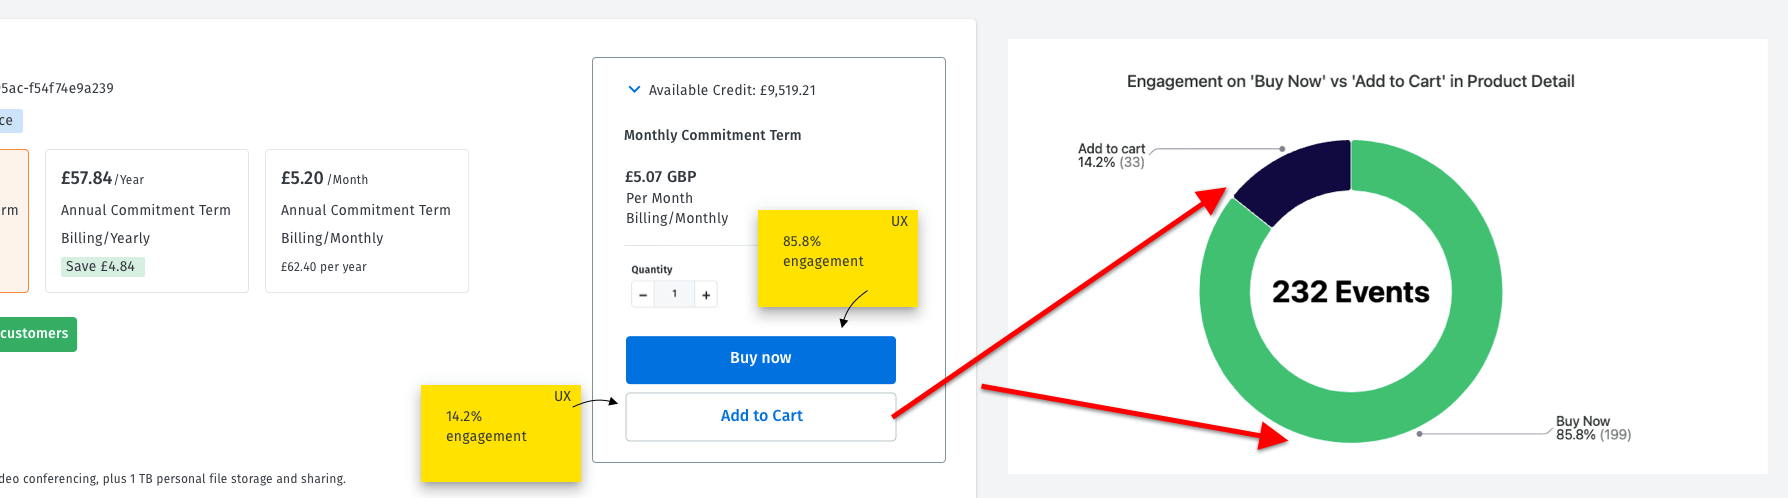 5ac-f54f74e9a239
ce
rm
£57.84 /Year
Annual Commitment Term
Billing/Yearly
Save £4.84
£5.20 /Month
Annual Commitment Term
Billing/Monthly
£62.40 per year
customers
deo conferencing, plus 1 TB personal file storage and sharing.
Available Credit: £9,519.21
Monthly Commitment Term
£5.07 GBP
Per Month
Billing/Monthly
UX
85.8%
engagement
Quantity
− 1 +
Buy now
Add to Cart
UX
14.2%
engagement
Engagement on 'Buy Now' vs 'Add to Cart' in Product Detail
Add to cart
14.2% (33)
232 Events
Buy Now
85.8% (199)